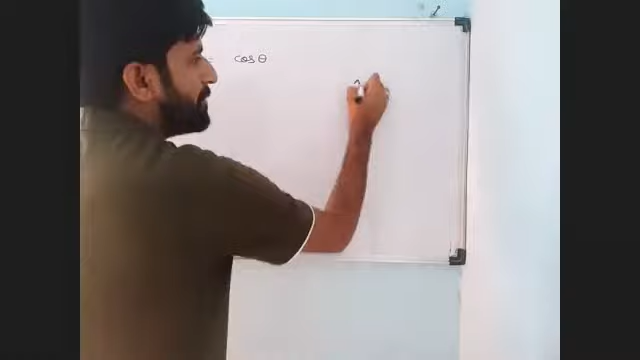 = cos θ